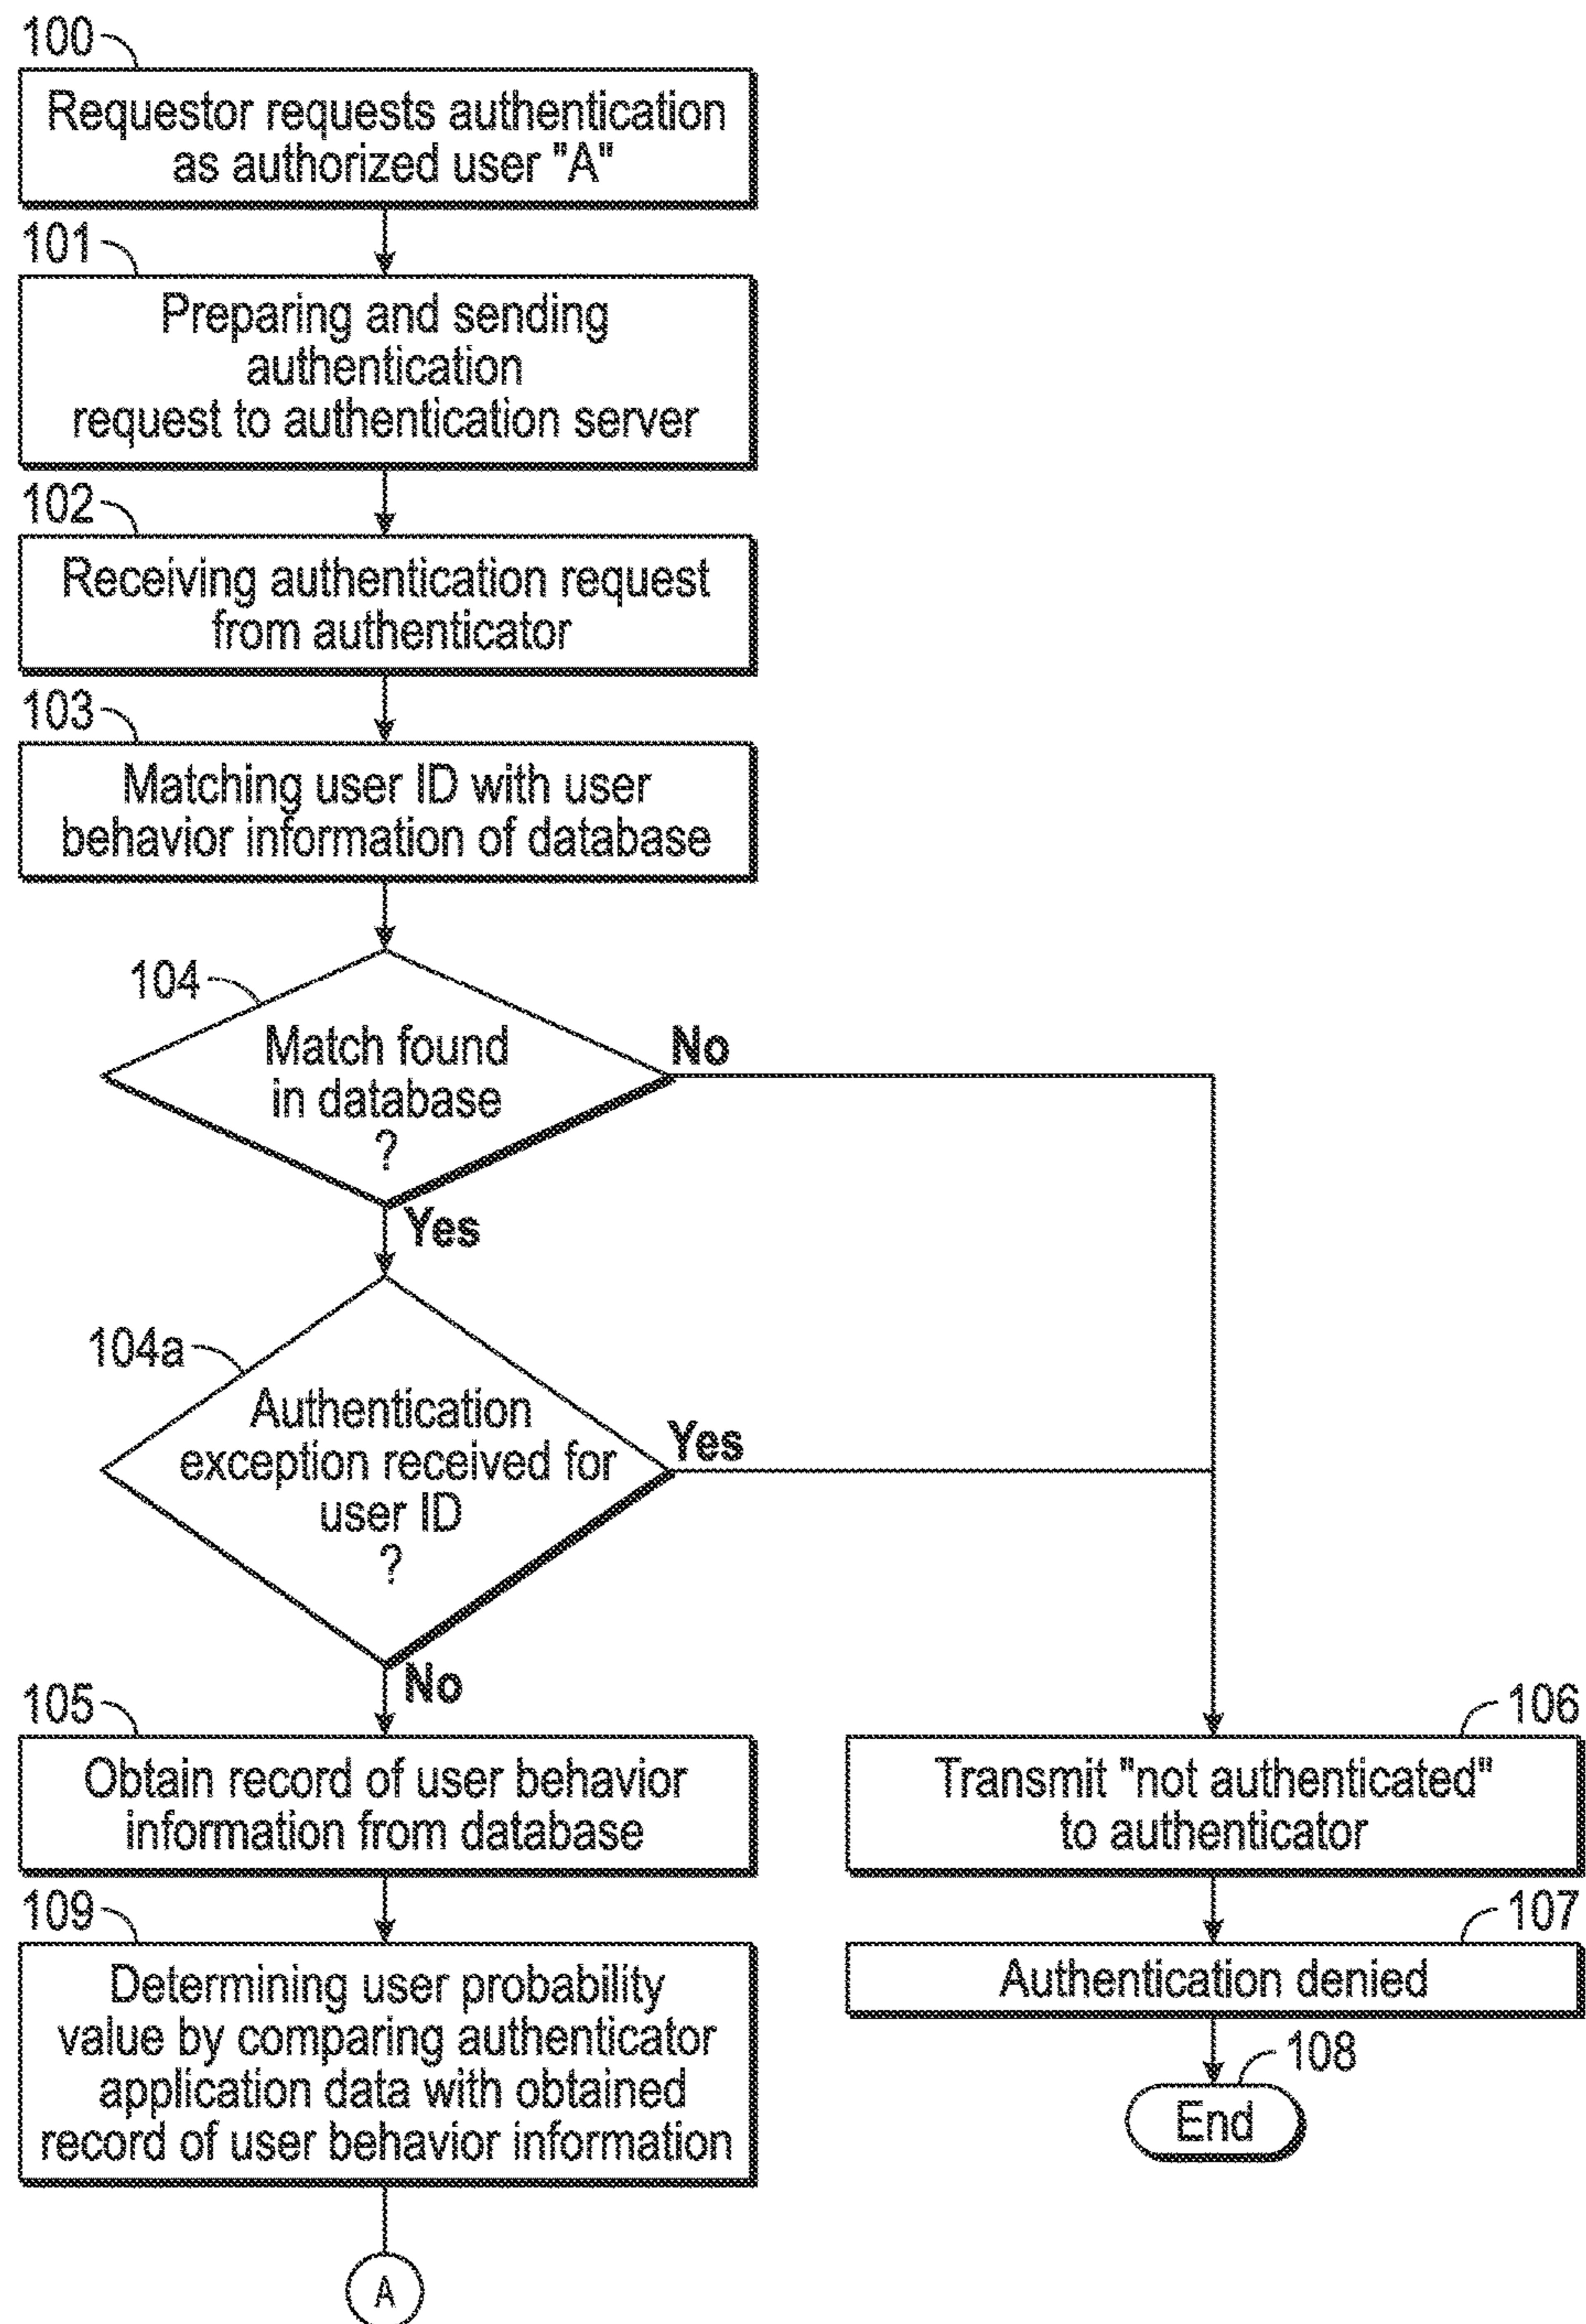 100
Requestor requests authentication
as authorized user "A"
101
Preparing and sending
authentication
request to authentication server
102
Receiving authentication request
from authenticator
103
Matching user ID with user
behavior information of database
104
Match found
in database
?
No
Yes
104a
Authentication
exception received for
user ID
?
Yes
No
105
Obtain record of user behavior
information from database
106
Transmit "not authenticated"
to authenticator
109
Determining user probability
value by comparing authenticator
application data with obtained
record of user behavior information
107
Authentication denied
108
End
A